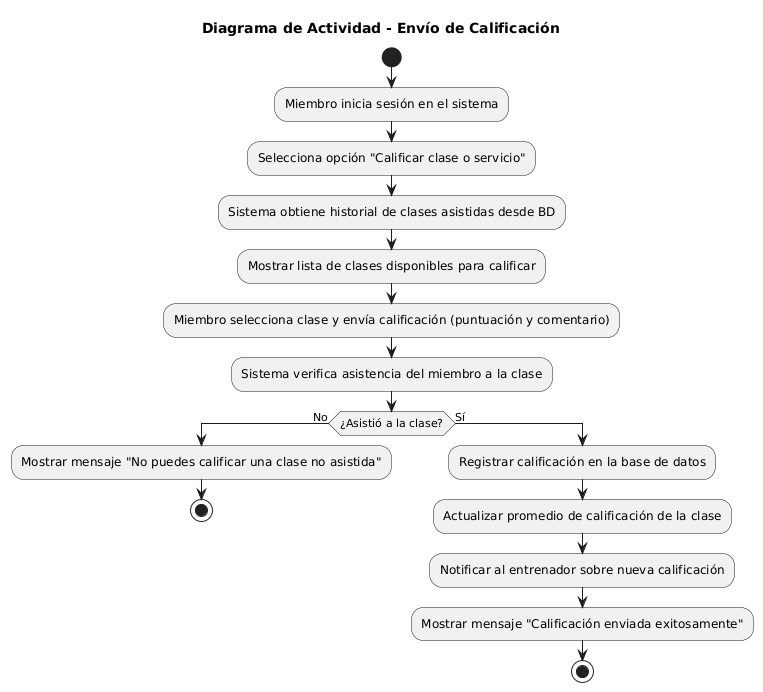 Diagrama de Actividad - Envío de Calificación
Miembro inicia sesión en el sistema
Selecciona opción "Calificar clase o servicio"
Sistema obtiene historial de clases asistidas desde BD
Mostrar lista de clases disponibles para calificar
Miembro selecciona clase y envía calificación (puntuación y comentario)
Sistema verifica asistencia del miembro a la clase
No
¿Asistió a la clase?
Sí
Mostrar mensaje "No puedes calificar una clase no asistida"
Registrar calificación en la base de datos
Actualizar promedio de calificación de la clase
Notificar al entrenador sobre nueva calificación
Mostrar mensaje "Calificación enviada exitosamente"